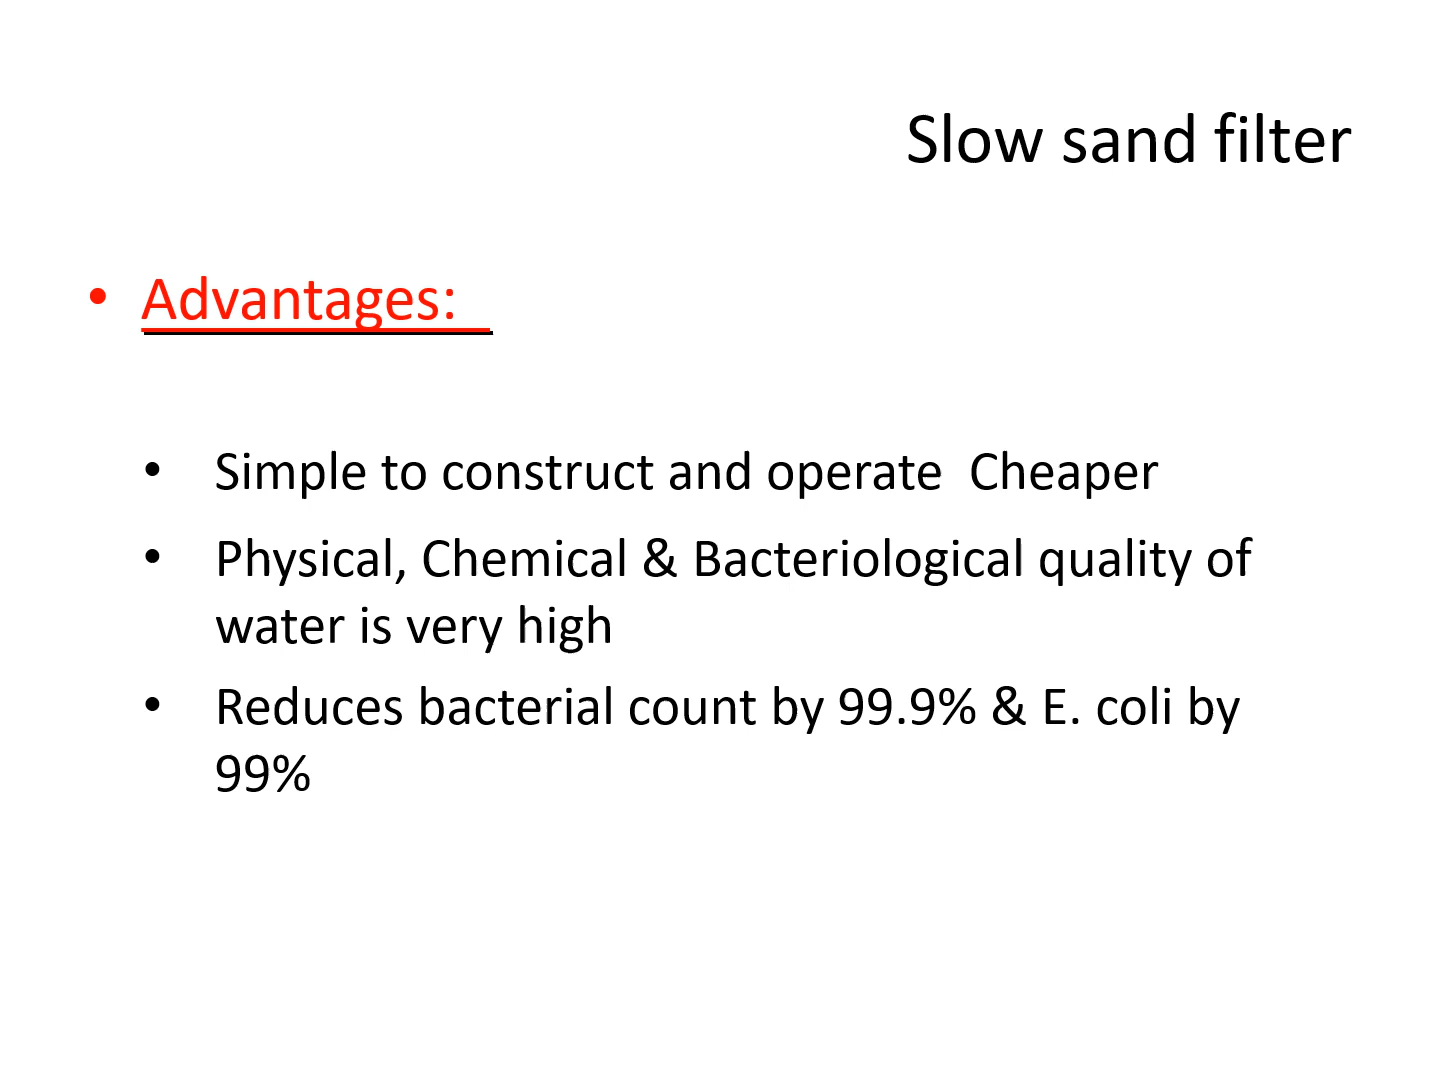 Slow sand filter
• Advantages:
• Simple to construct and operate  Cheaper
• Physical, Chemical & Bacteriological quality of
water is very high
• Reduces bacterial count by 99.9% & E. coli by
99%